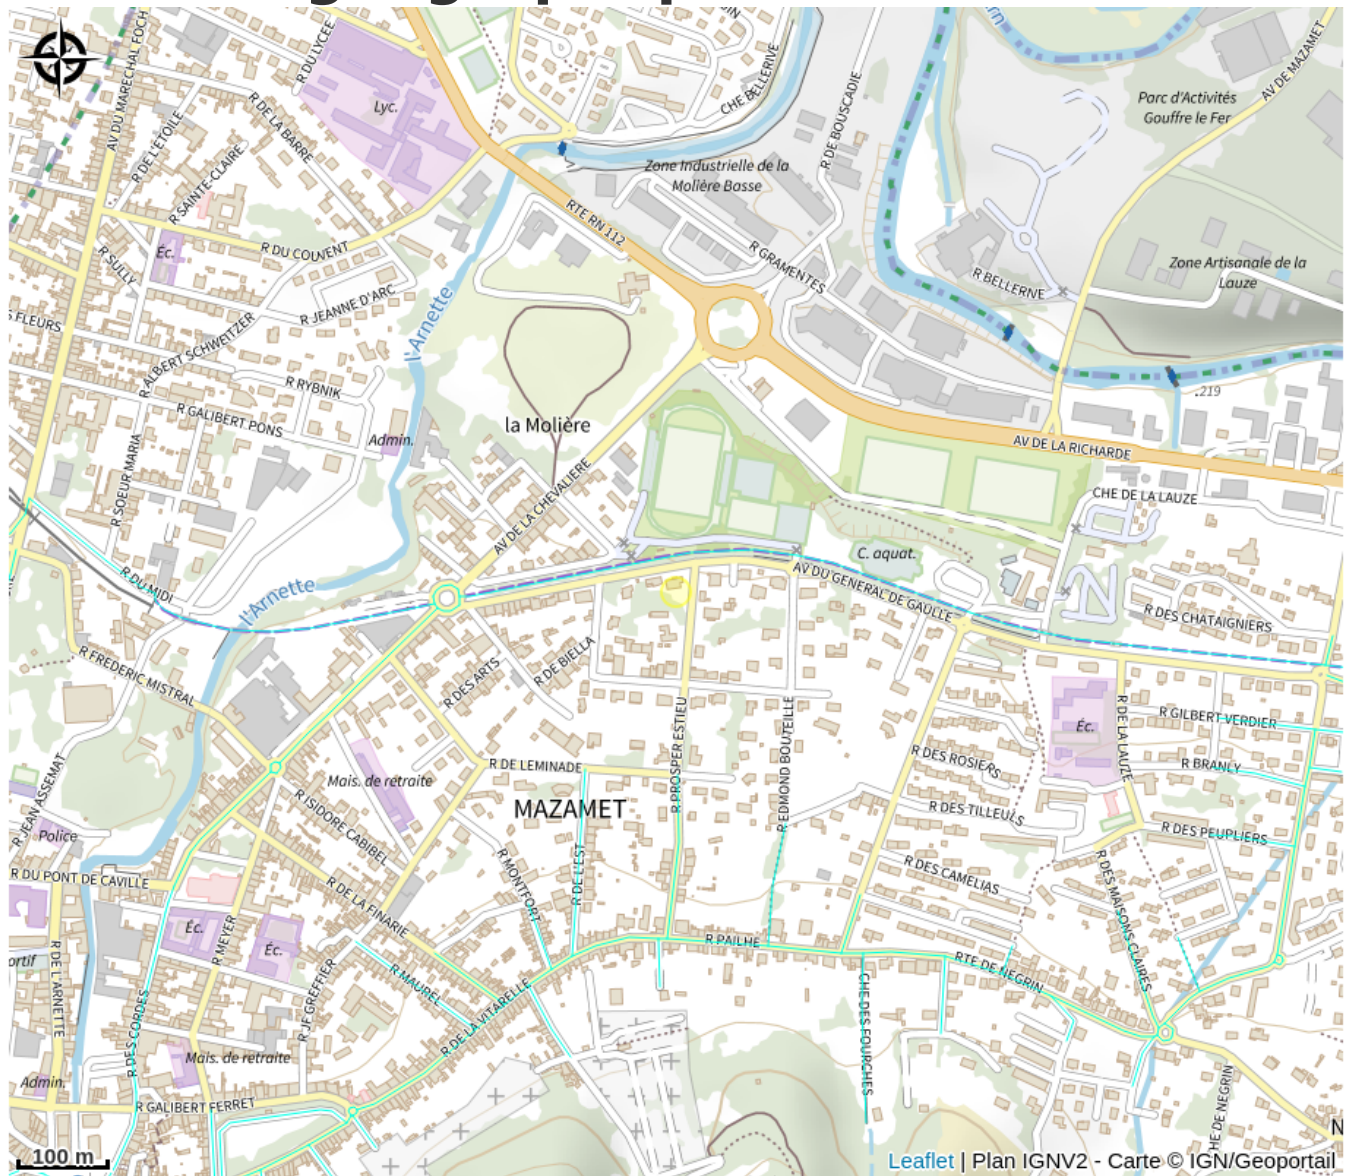 AV DU MARECHAL FOCH
R DU LYCEE
Lyc.
R DE LA BARRE
R DE L'ETOILE
R SAINTE-CLAIRE
Éc.
R SULLY
R DU COUVENT
R JEANNE D'ARC
S FLEURS
R ALBERT SCHWEITZER
R RYBNIK
R GALIBERT PONS
Admin.
R SOEUR MARIA
l'Arnette
CHE BELLERIVE
R DE BOUSCADIE
Zone Industrielle de la
Molière Basse
RTE RN 112
R GRAMENTES
Parc d'Activités
Gouffre le Fer
AV DE MAZAMET
R BELLERNE
Zone Artisanale de la
Lauze
.219
la Molière
AV DE LA CHEVALIERE
AV DE LA RICHARDE
CHE DE LA LAUZE
C. aquat.
AV DU GENERAL DE GAULLE
R DES CHATAIGNIERS
R DU MIDI
l'Arnette
R FREDERIC MISTRAL
R DES ARTS
R DE BIELLA
R PROSPER ESTIEU
R EDMOND BOUTEILLE
Éc.
R DE LA LAUZE
R GILBERT VERDIER
R BRANLY
R DES ROSIERS
R DES TILLEULS
R DES PEUPLIERS
R DES CAMELIAS
R DES MAISONS CLAIRES
R DE LEMINADE
MAZAMET
Mais. de retraite
R ISIDORE CABIBEL
R JEAN ASSEMAT
Police
R DU PONT DE CAVILLE
R DE LA FINARIE
R MONTFORT
R DE L'EST
R PAILHE
RTE DE NEGRIN
Éc.
Éc.
R MEYER
ortif
R DE L'ARNETTE
R DES CORDES
R JF GREFFIER
R MAUREL
R DE LA VITARELLE
CHE DES FOURCHES
HE DE NEGRIN
Mais. de retraite
Admin.
R GALIBERT FERRET
N
100 m
Leaflet | Plan IGNV2 - Carte © IGN/Geoportail